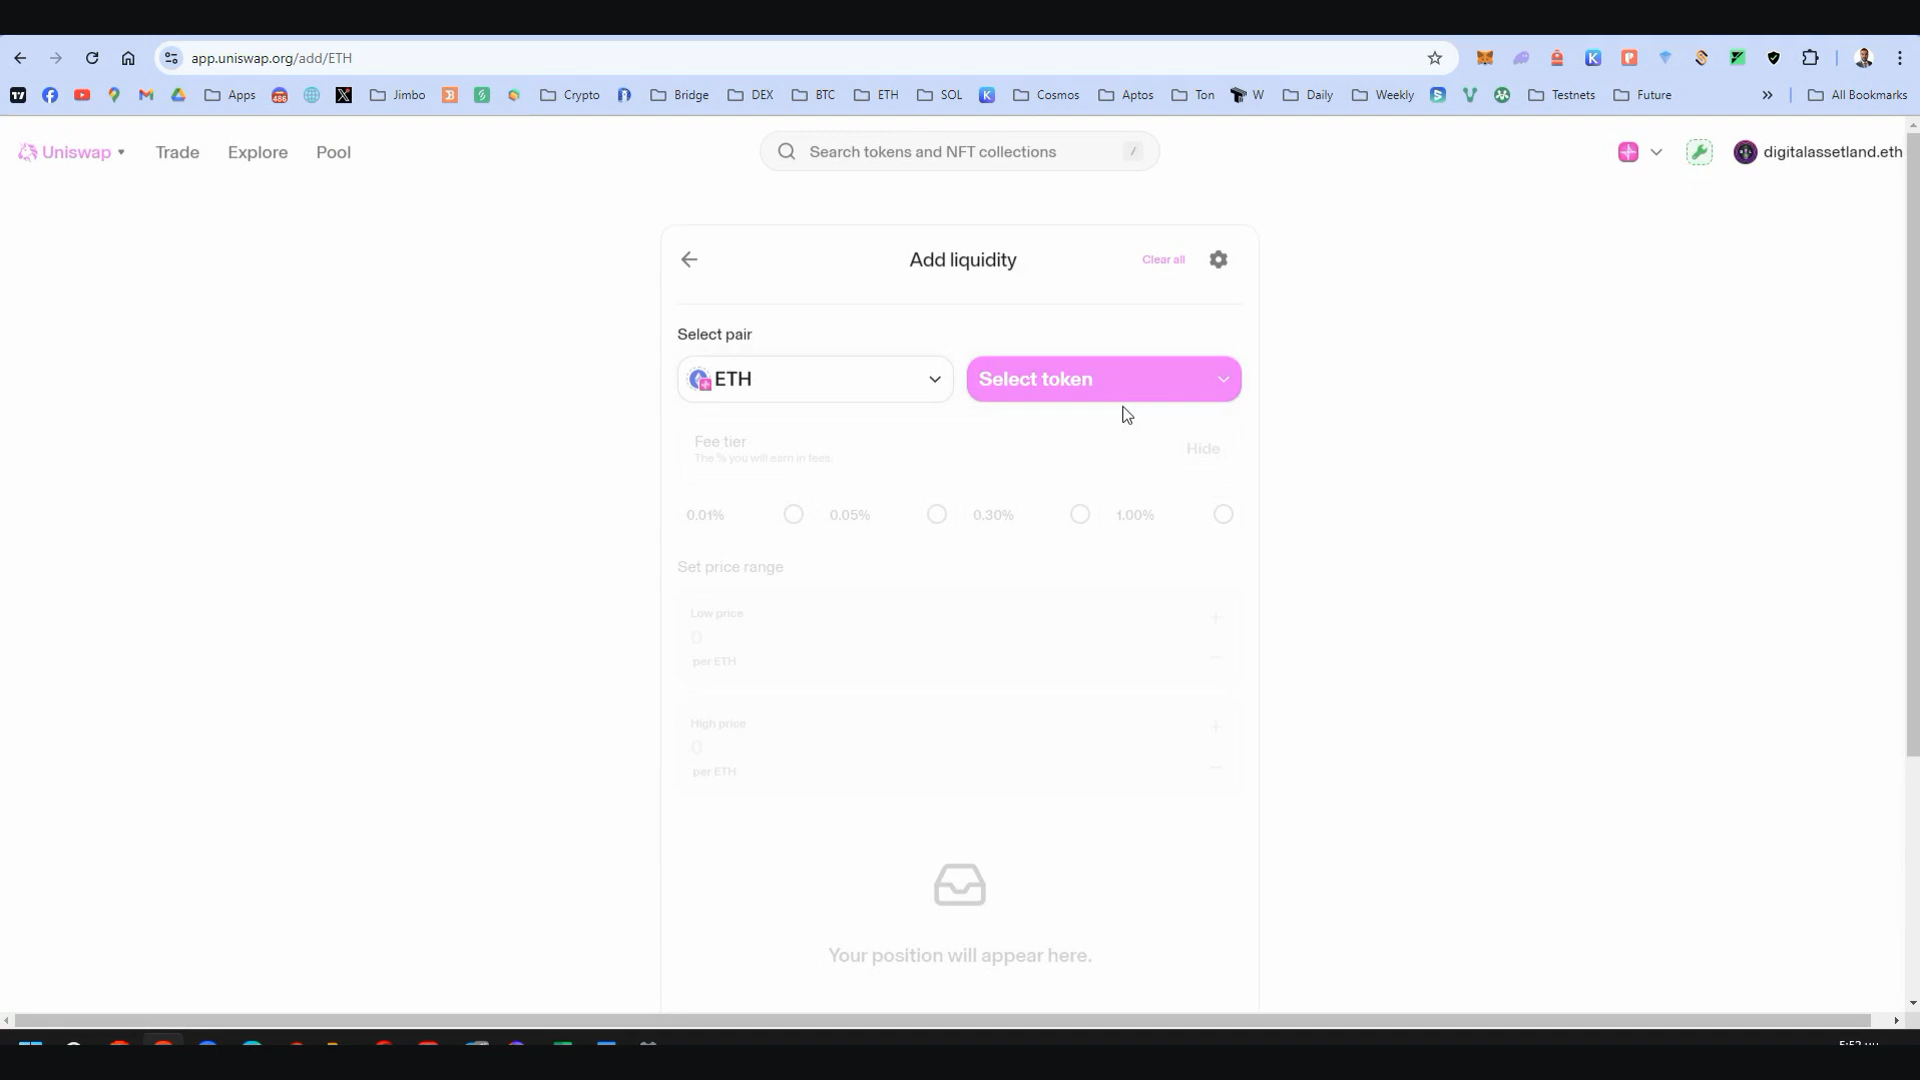 app.uniswap.org/add/ETH
Apps
486
Jimbo
Crypto
Bridge
DEX
BTC
ETH
SOL
Cosmos
Aptos
Ton
W
Daily
Weekly
Testnets
Future
All Bookmarks
Uniswap
Trade
Explore
Pool
Search tokens and NFT collections
/
digitalassetland.eth
Add liquidity
Clear all
Select pair
ETH
Select token
Fee tier
The % you will earn in fees.
Hide
0.01%
0.05%
0.30%
1.00%
Set price range
Low price
0
per ETH
High price
0
per ETH
Your position will appear here.